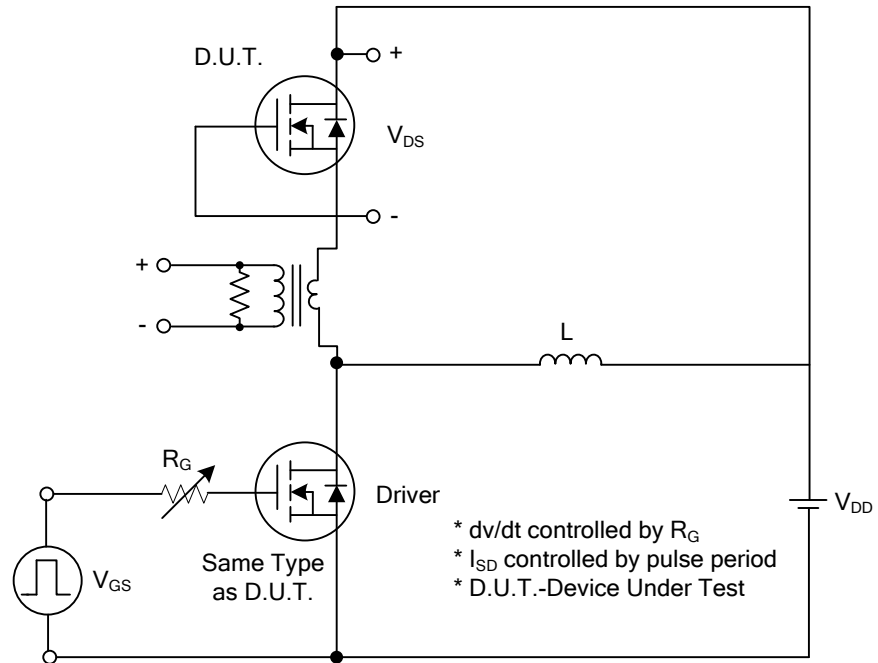 D.U.T.
+
V_DS
-
+
-
L
R_G
Driver
V_DD
V_GS
Same Type
as D.U.T.
* dv/dt controlled by R_G
* I_SD controlled by pulse period
* D.U.T.-Device Under Test